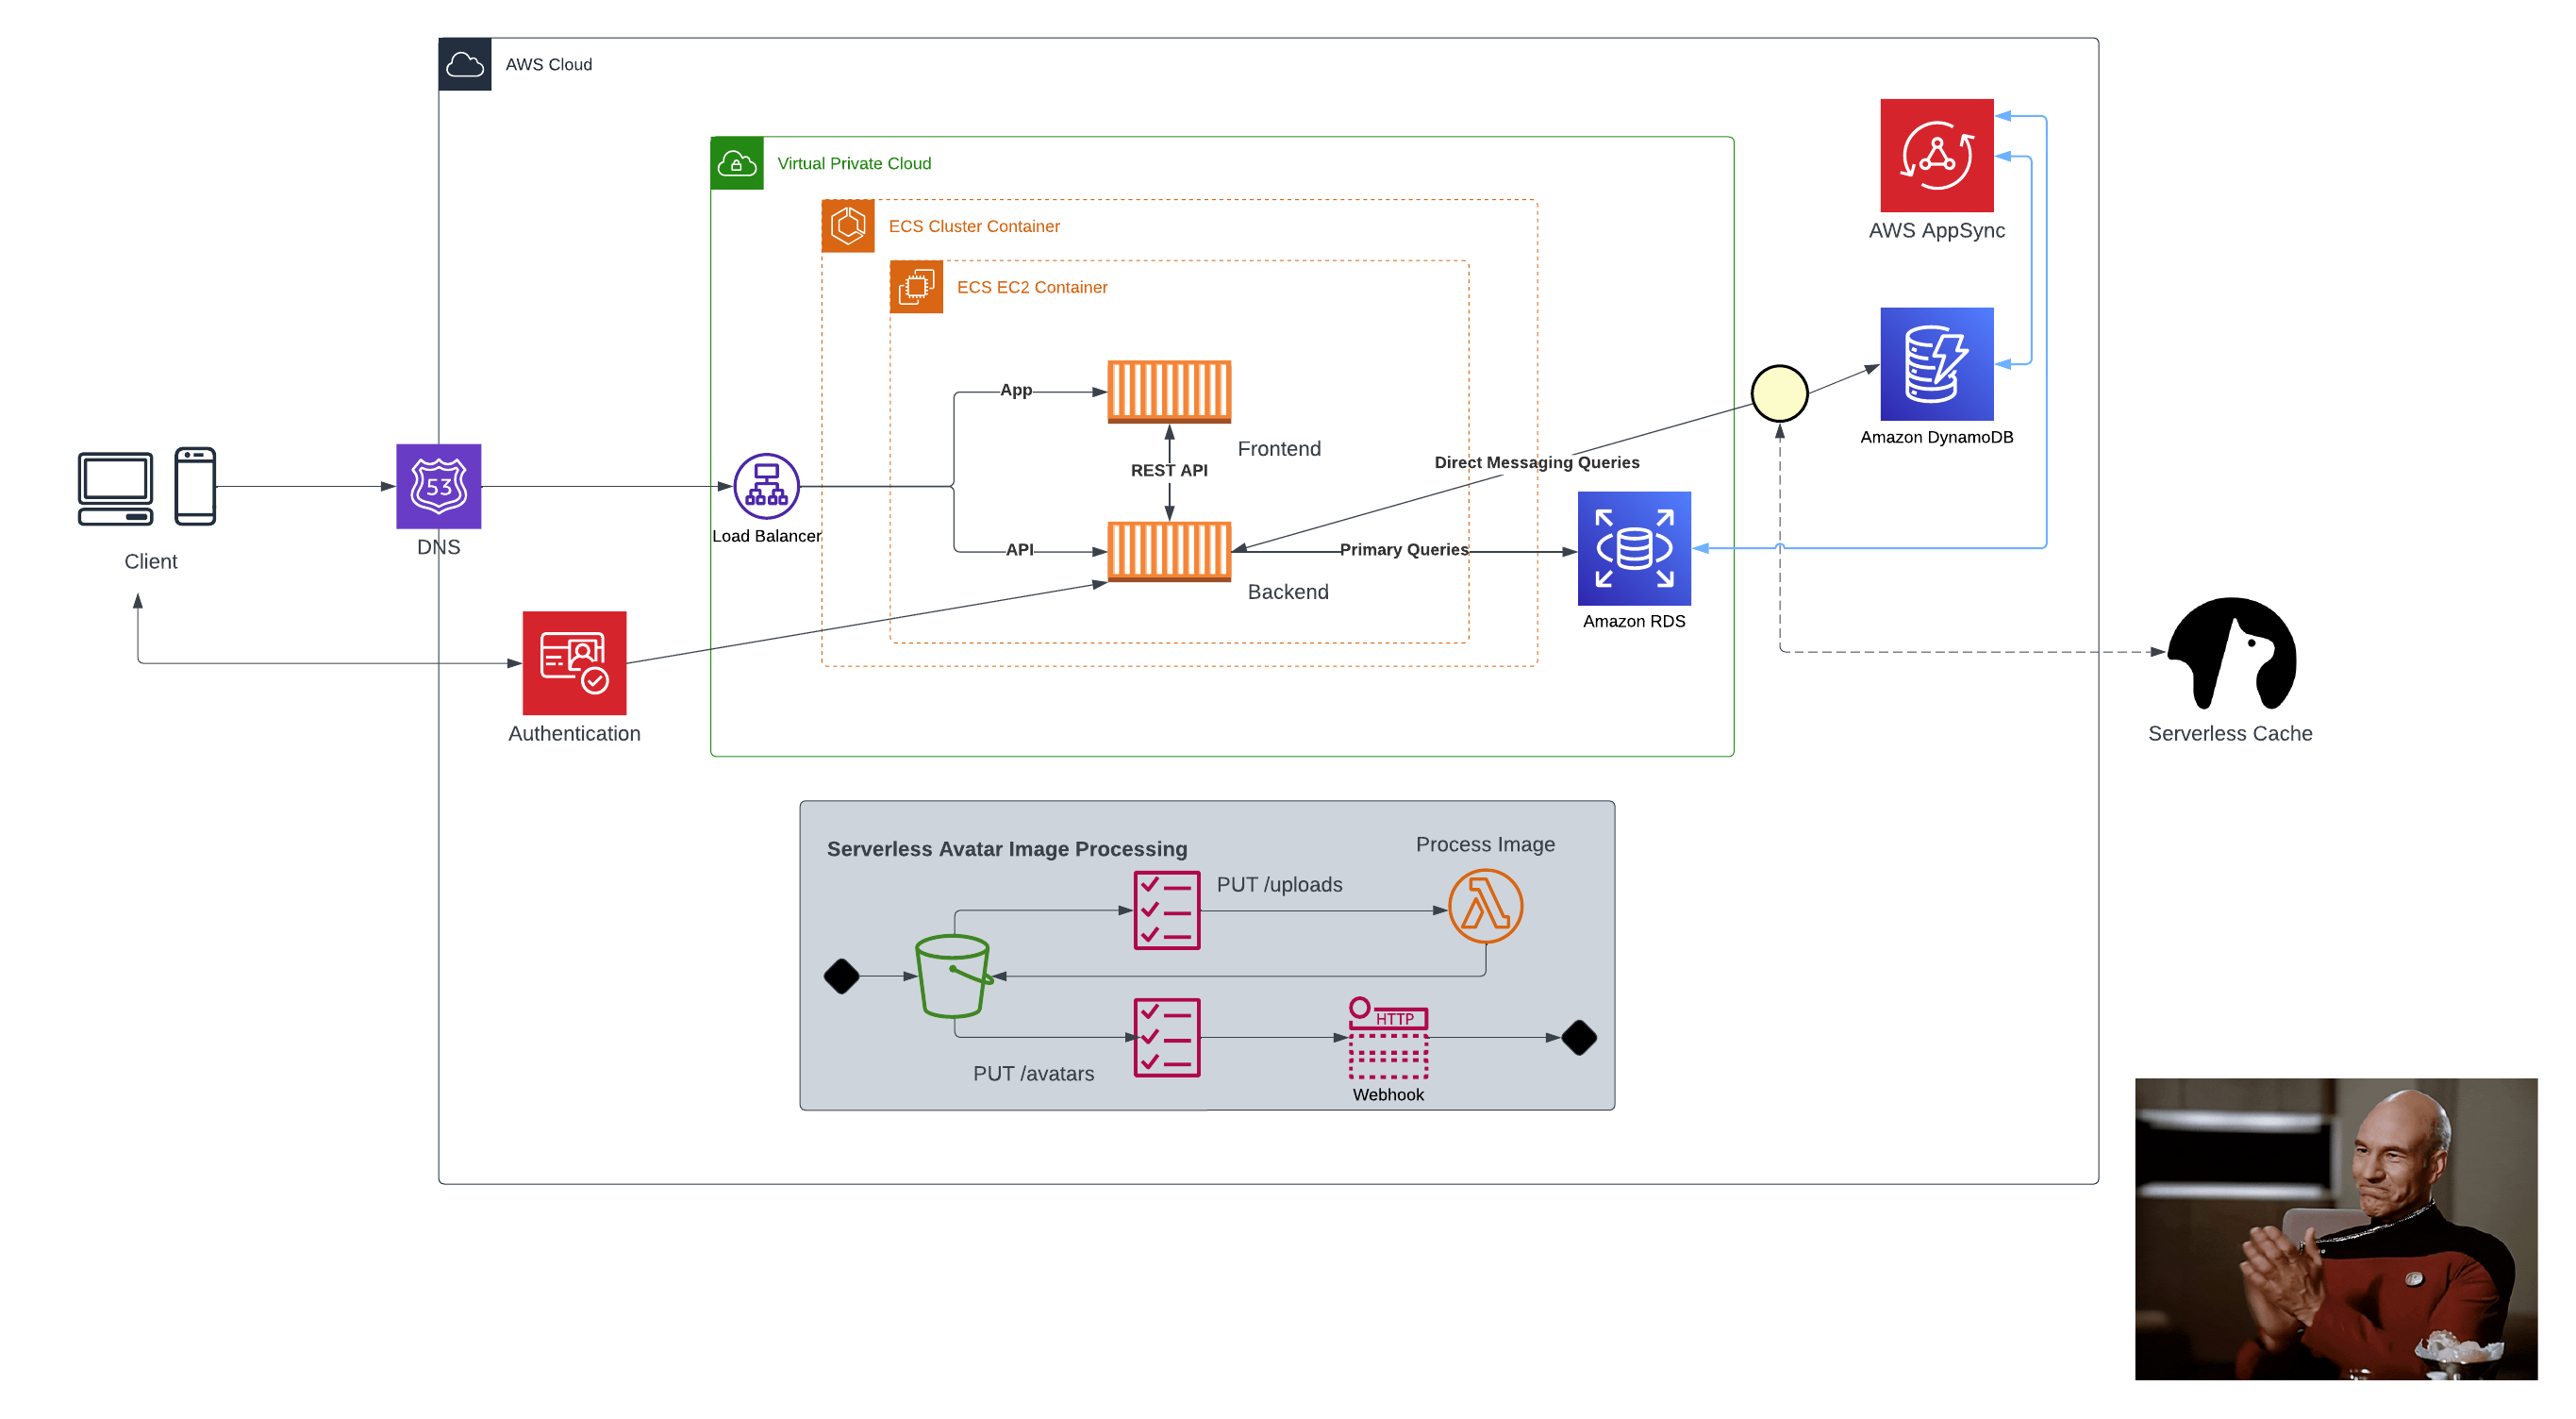 AWS Cloud
AWS AppSync
Virtual Private Cloud
ECS Cluster Container
ECS EC2 Container
App
Frontend
REST API
Direct Messaging Queries
Amazon DynamoDB
53
DNS
Client
Load Balancer
API
Primary Queries
Backend
Amazon RDS
Authentication
Serverless Cache
Serverless Avatar Image Processing
Process Image
PUT /uploads
HTTP
PUT /avatars
Webhook